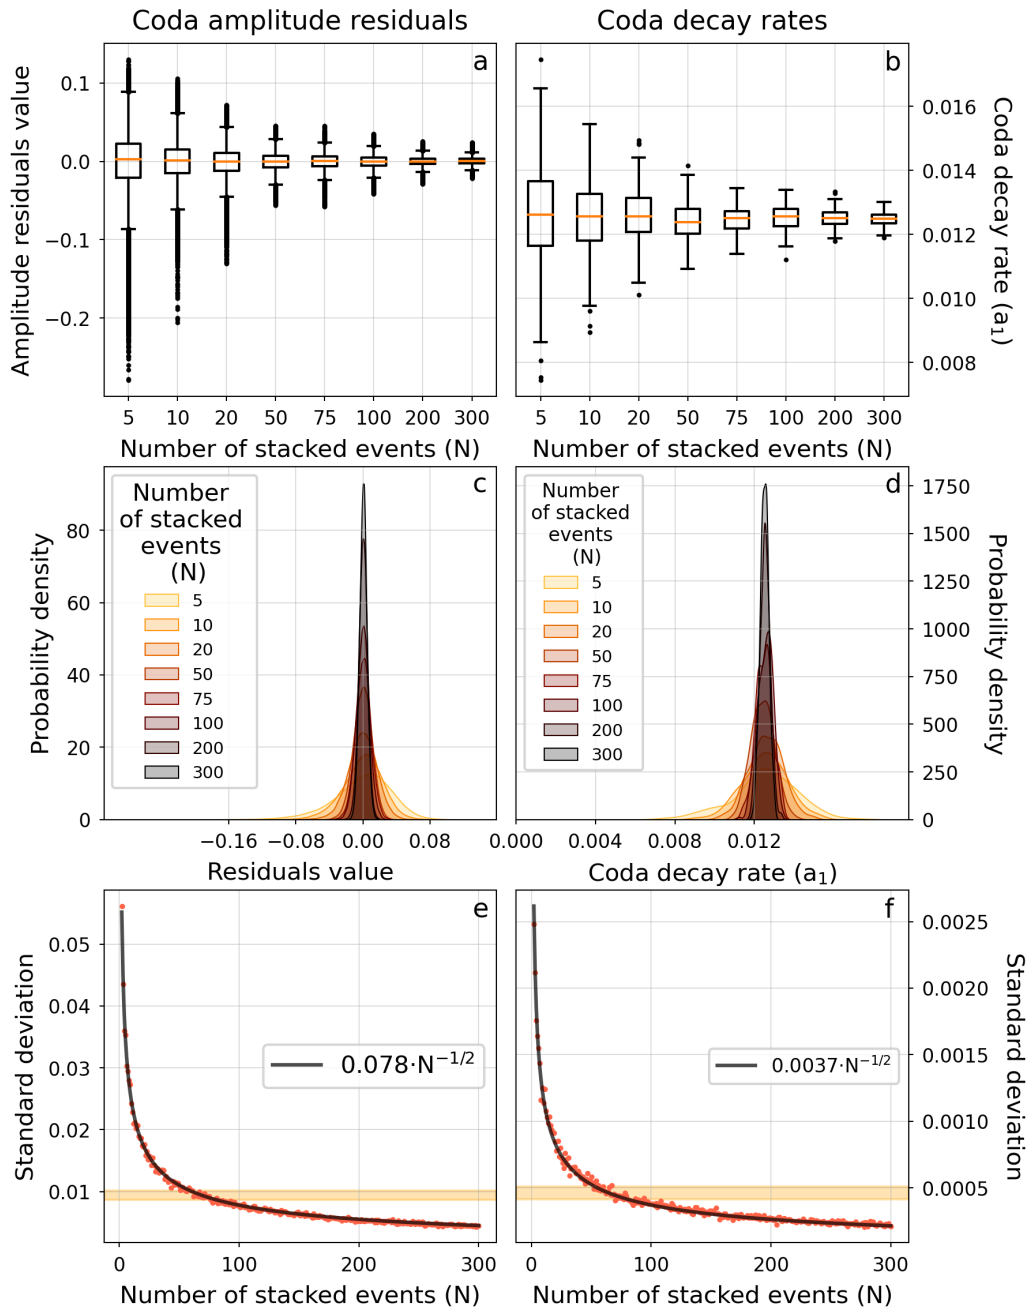 Coda amplitude residuals
Coda decay rates
a
b
Amplitude residuals value
0.1
0.0
−0.1
−0.2
0.016
0.014
0.012
0.010
0.008
Coda decay rate (a₁)
5 10 20 50 75 100 200 300
5 10 20 50 75 100 200 300
Number of stacked events (N)
Number of stacked events (N)
c
d
Probability density
80
60
40
20
0
Number
of stacked
events
(N)
5
10
20
50
75
100
200
300
Number
of stacked
events
(N)
5
10
20
50
75
100
200
300
1750
1500
1250
1000
750
500
250
0
Probability density
−0.16 −0.08 0.00 0.08
0.000 0.004 0.008 0.012
Residuals value
Coda decay rate (a₁)
e
f
Standard deviation
0.05
0.04
0.03
0.02
0.01
0.078·N⁻¹/²
0.0037·N⁻¹/²
0.0025
0.0020
0.0015
0.0010
0.0005
Standard deviation
0 100 200 300
0 100 200 300
Number of stacked events (N)
Number of stacked events (N)